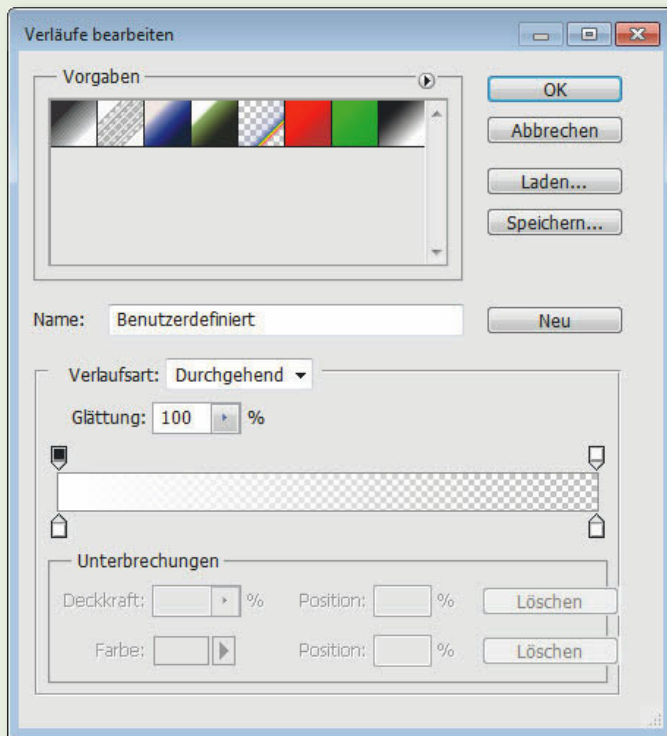 Verläufe bearbeiten
Vorgaben
OK
Abbrechen
Laden...
Speichern...
Name: Benutzerdefiniert
Neu
Verlaufsart: Durchgehend
Glättung: 100 %
Unterbrechungen
Deckkraft: % Position: % Löschen
Farbe: Position: % Löschen